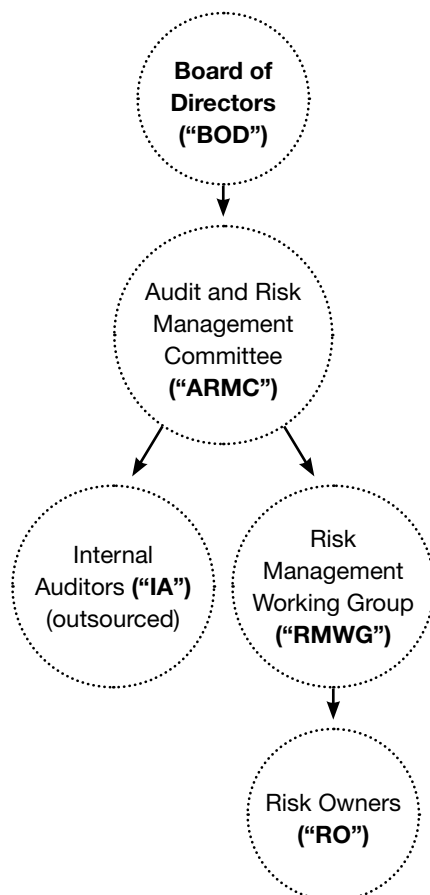 Board of
Directors
(“BOD”)
Audit and Risk
Management
Committee
(“ARMC”)
Internal
Auditors (“IA”)
(outsourced)
Risk
Management
Working Group
(“RMWG”)
Risk Owners
(“RO”)